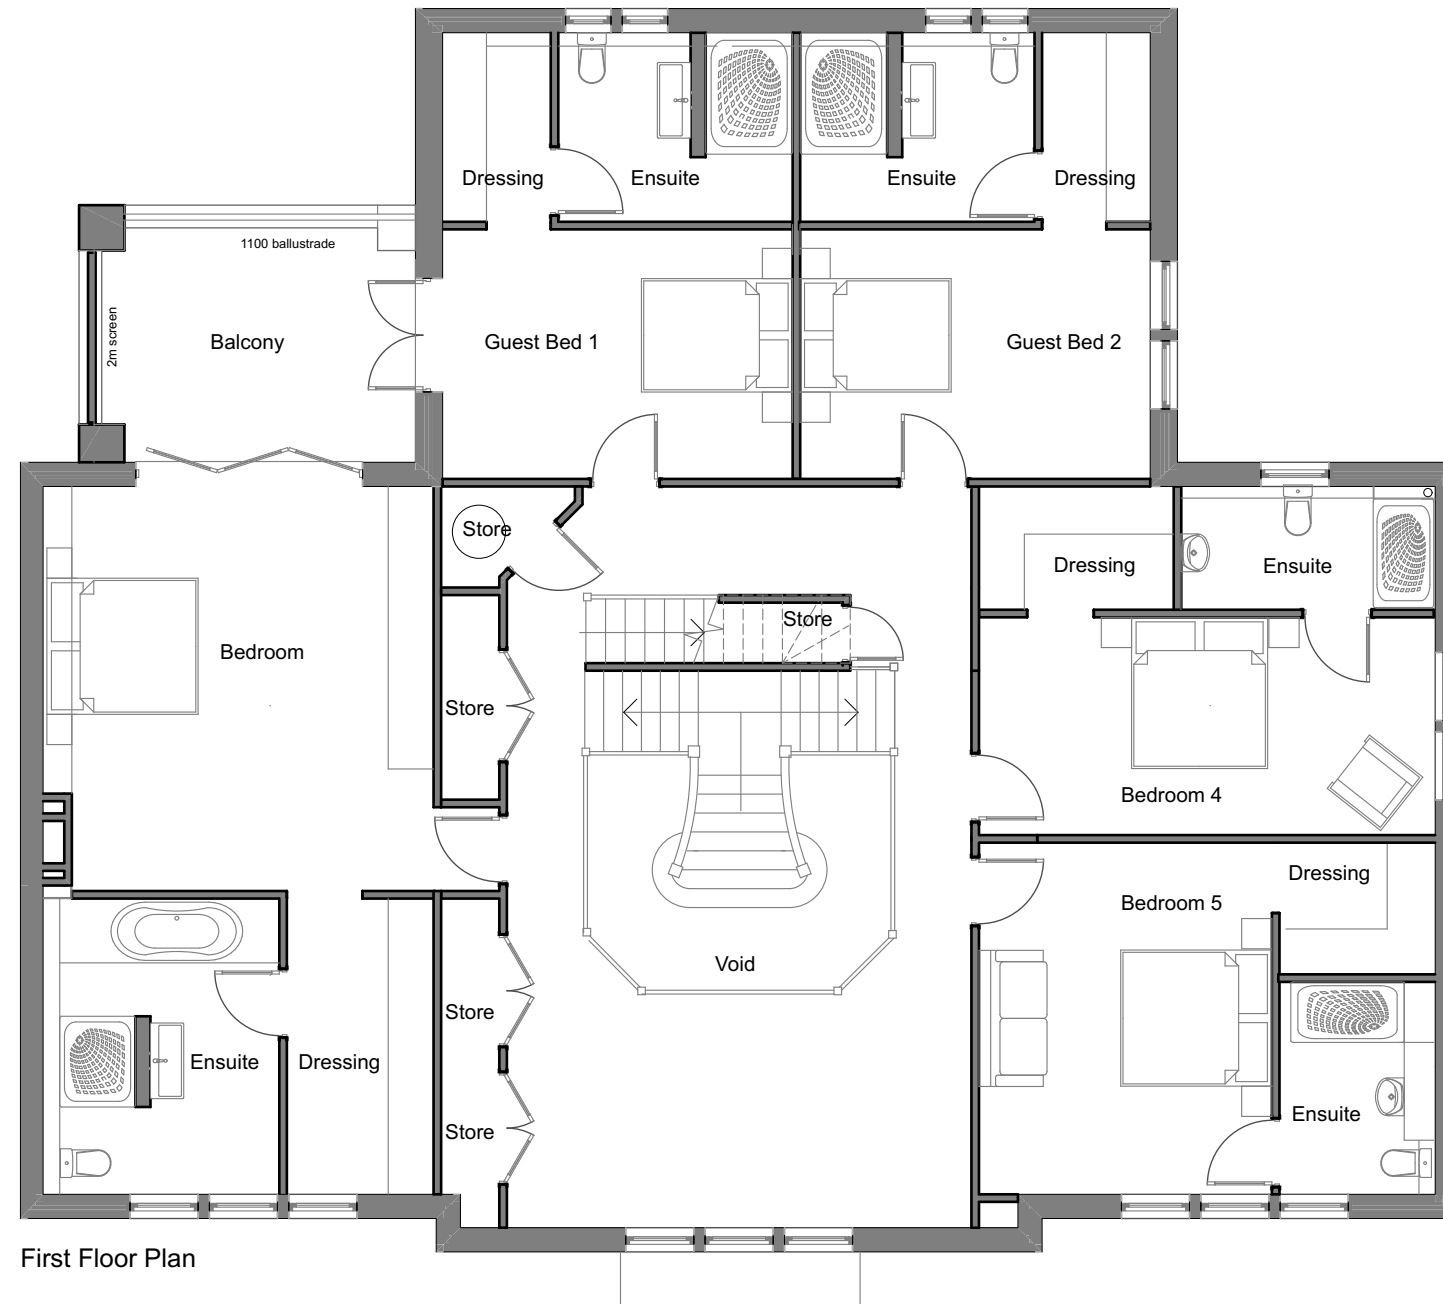 Dressing
Ensuite
Ensuite
Dressing
1100 ballustrade
2m screen
Balcony
Guest Bed 1
Guest Bed 2
Store
Dressing
Ensuite
Store
Bedroom
Store
Bedroom 4
Dressing
Bedroom 5
Void
Store
Ensuite
Dressing
Ensuite
Store
First Floor Plan